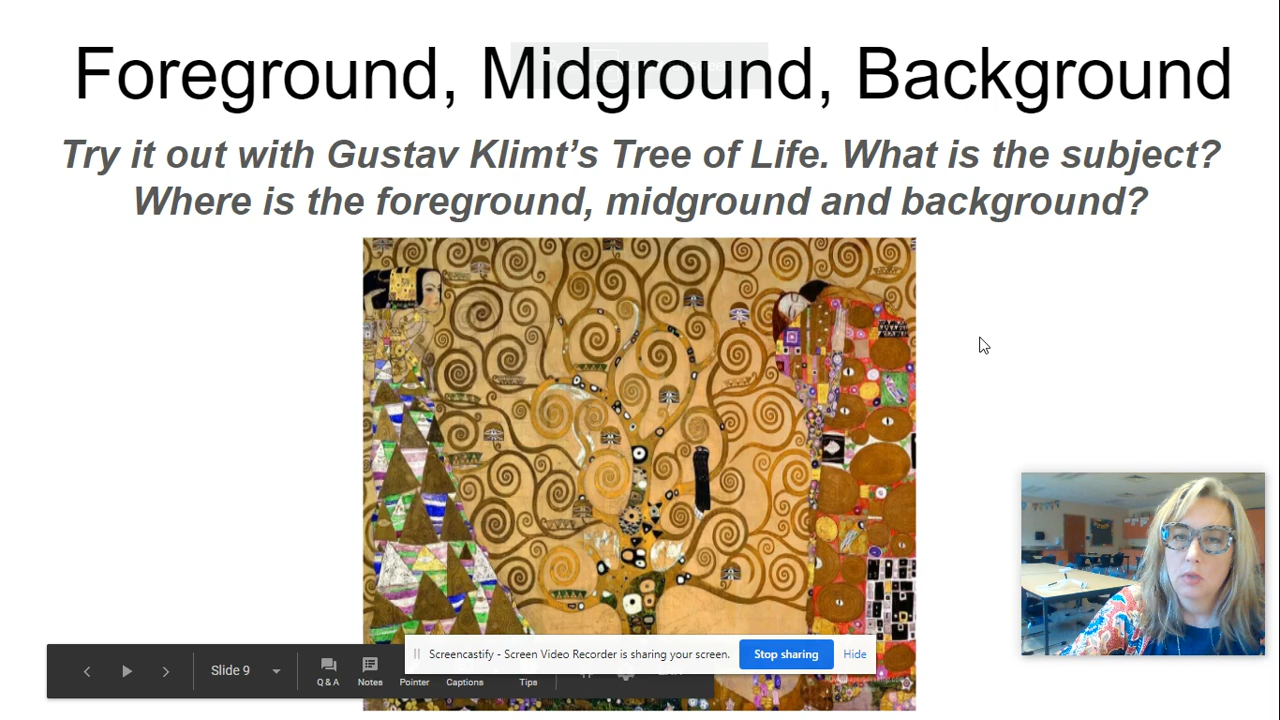 Foreground, Midground, Background
Try it out with Gustav Klimt’s Tree of Life. What is the subject?
Where is the foreground, midground and background?
Screencastify - Screen Video Recorder is sharing your screen.
Stop sharing
Hide
Slide 9
Q & A
Notes
Pointer
Captions
Tips